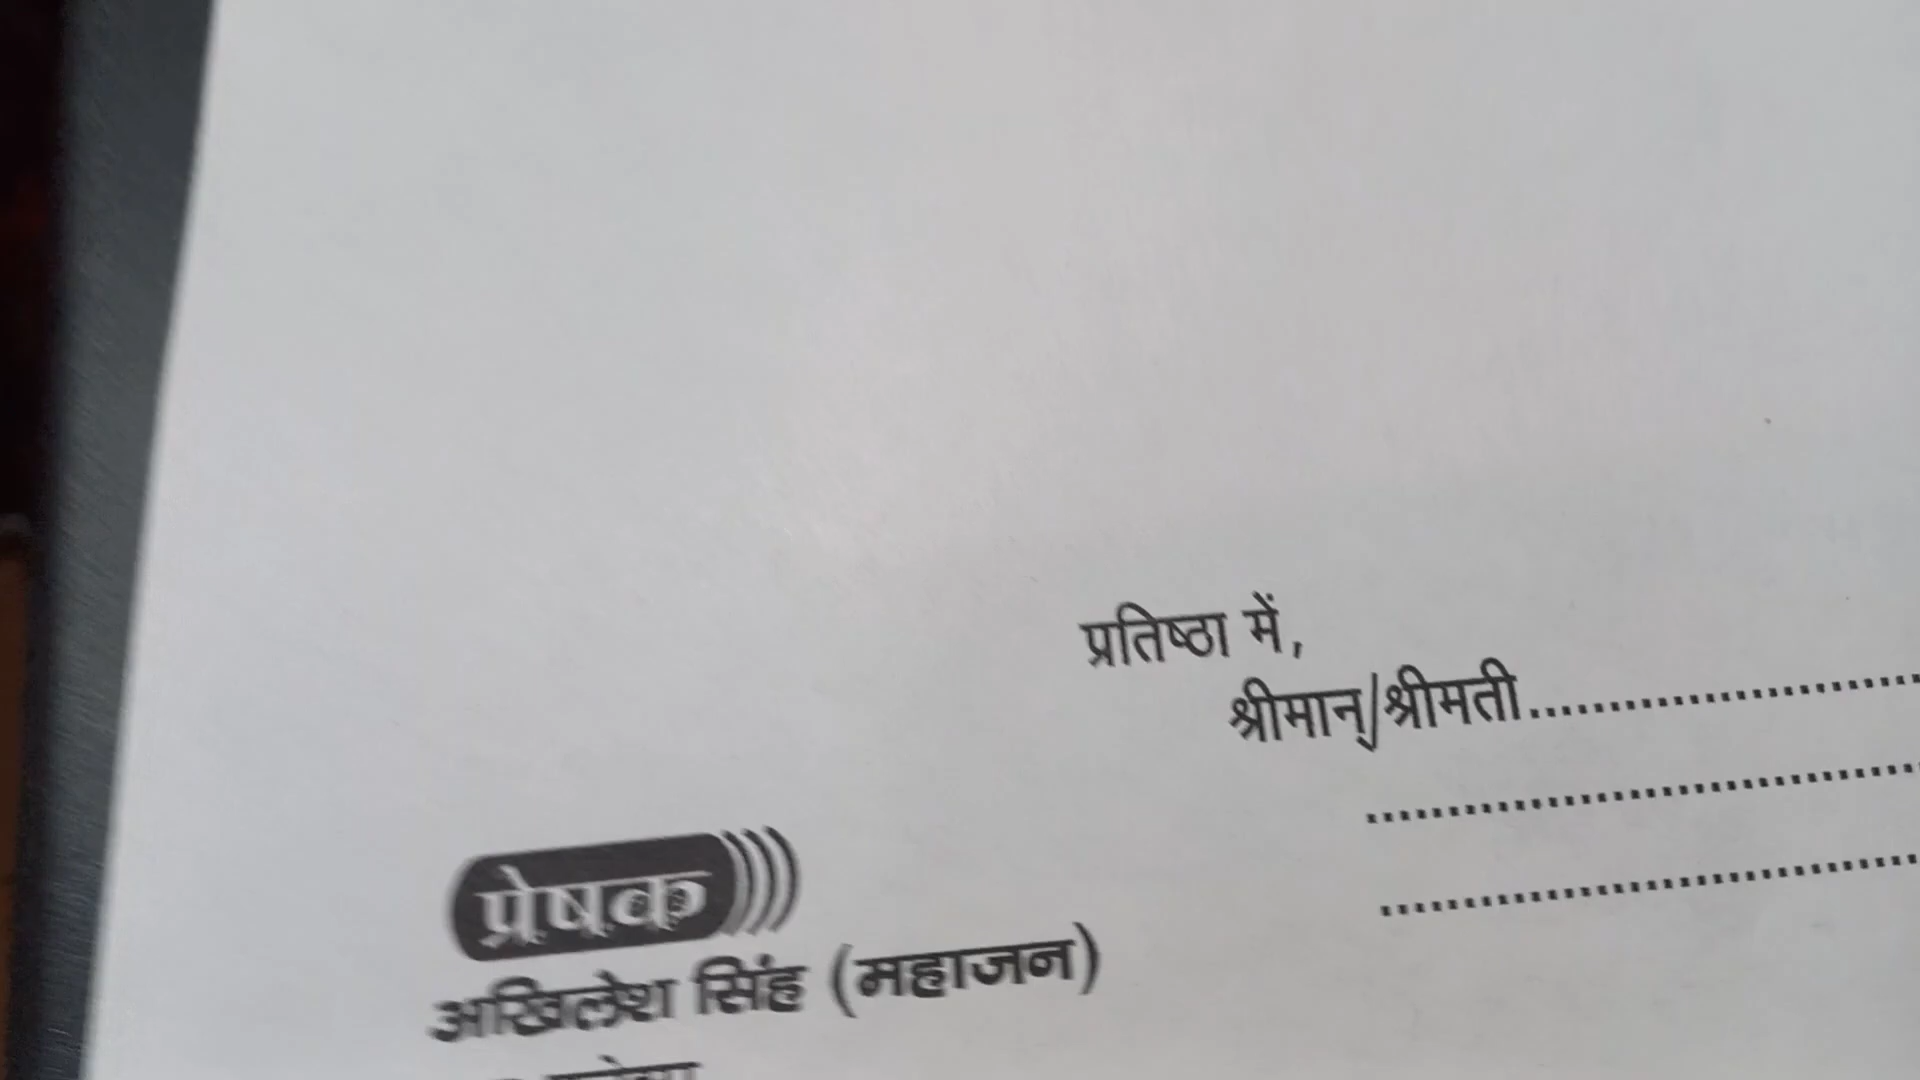 प्रतिष्ठा में,
श्रीमान्/श्रीमती..............................
..............................
..............................
प्रेषक
अखिलेश सिंह (महाजन)